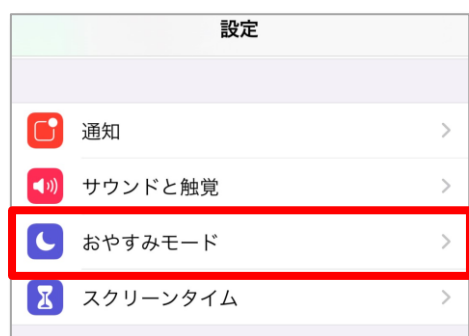 設定
通知
サウンドと触覚
おやすみモード
スクリーンタイム